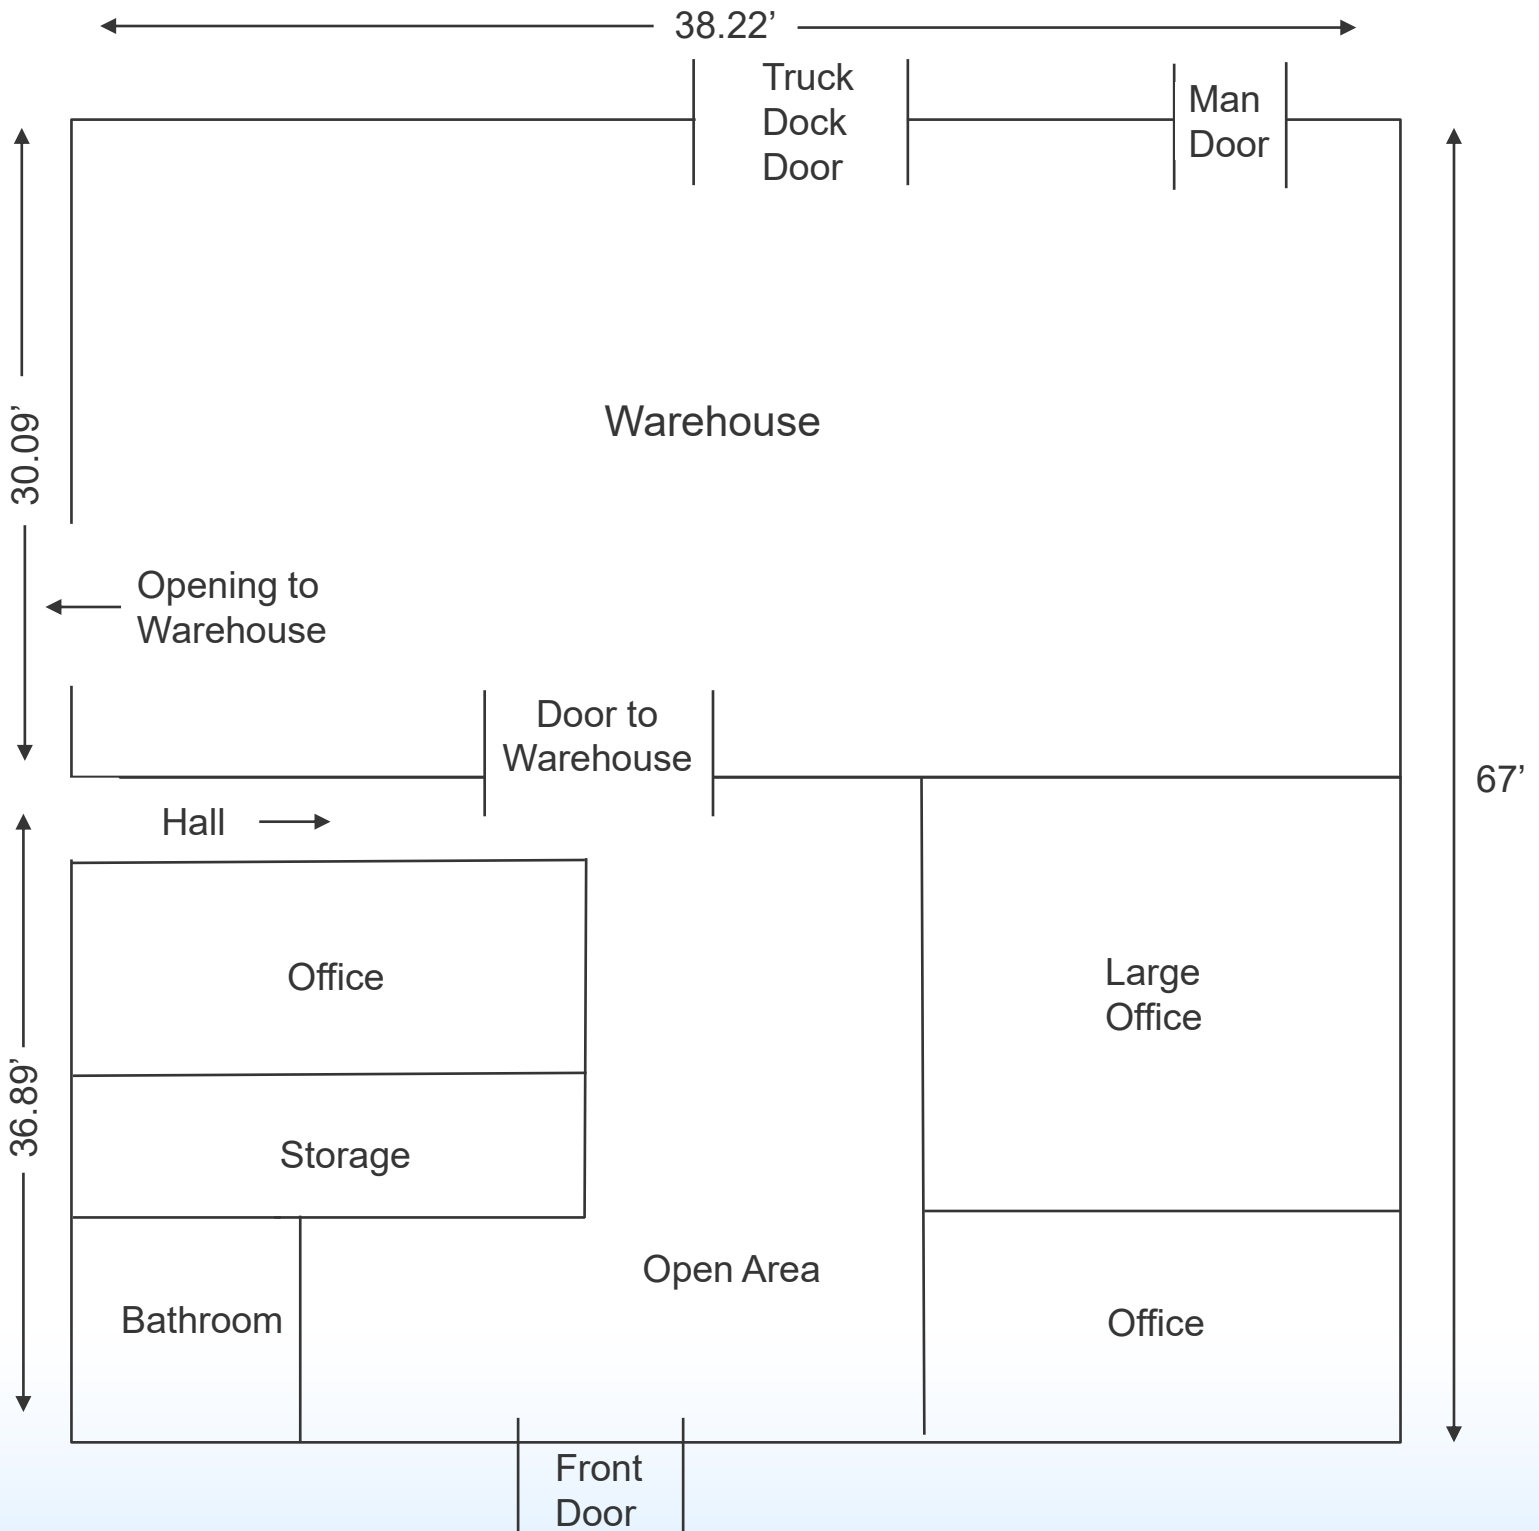 38.22’
Truck
Dock
Door
Man
Door
30.09’
Warehouse
Opening to
Warehouse
Door to
Warehouse
67’
Hall
Office
Large
Office
36.89’
Storage
Open Area
Bathroom
Office
Front
Door